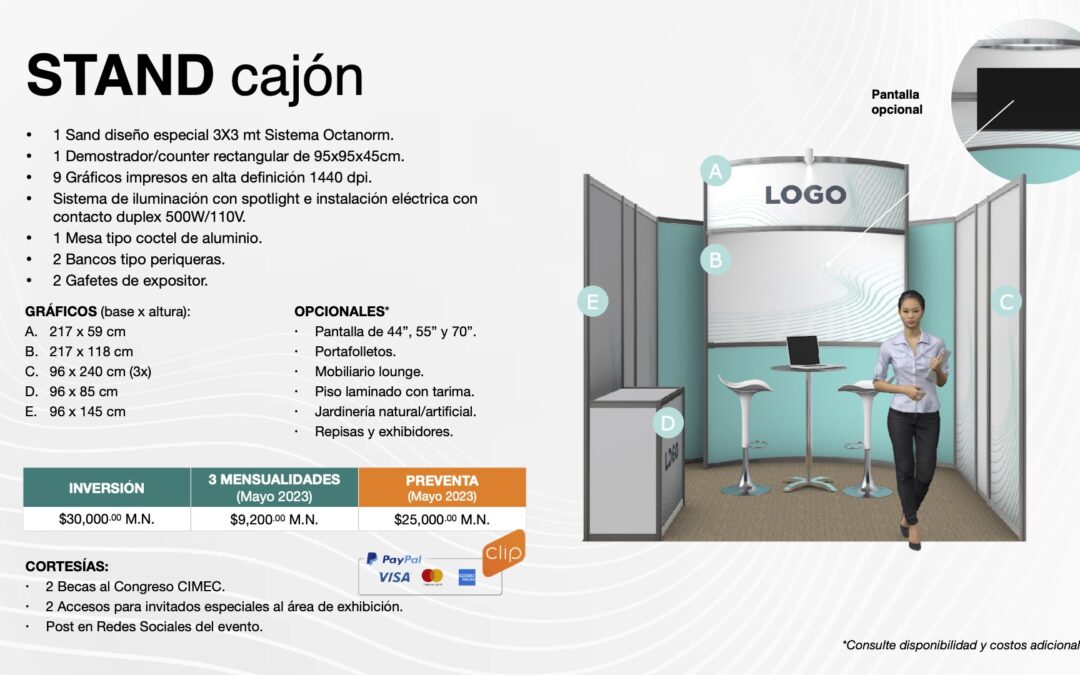 STAND cajón
• 1 Sand diseño especial 3X3 mt Sistema Octanorm.
• 1 Demostrador/counter rectangular de 95x95x45cm.
• 9 Gráficos impresos en alta definición 1440 dpi.
• Sistema de iluminación con spotlight e instalación eléctrica con
contacto duplex 500W/110V.
• 1 Mesa tipo coctel de aluminio.
• 2 Bancos tipo periqueras.
• 2 Gafetes de expositor.
GRÁFICOS (base x altura):
A. 217 x 59 cm
B. 217 x 118 cm
C. 96 x 240 cm (3x)
D. 96 x 85 cm
E. 96 x 145 cm
OPCIONALES*
· Pantalla de 44”, 55” y 70”.
· Portafolletos.
· Mobiliario lounge.
· Piso laminado con tarima.
· Jardinería natural/artificial.
· Repisas y exhibidores.
INVERSIÓN
3 MENSUALIDADES
(Mayo 2023)
PREVENTA
(Mayo 2023)
$30,000.00 M.N.
$9,200.00 M.N.
$25,000.00 M.N.
CORTESÍAS:
· 2 Becas al Congreso CIMEC.
· 2 Accesos para invitados especiales al área de exhibición.
· Post en Redes Sociales del evento.
PayPal
clip
VISA
Pantalla
opcional
A
LOGO
B
E
C
D
LOGO
*Consulte disponibilidad y costos adicional